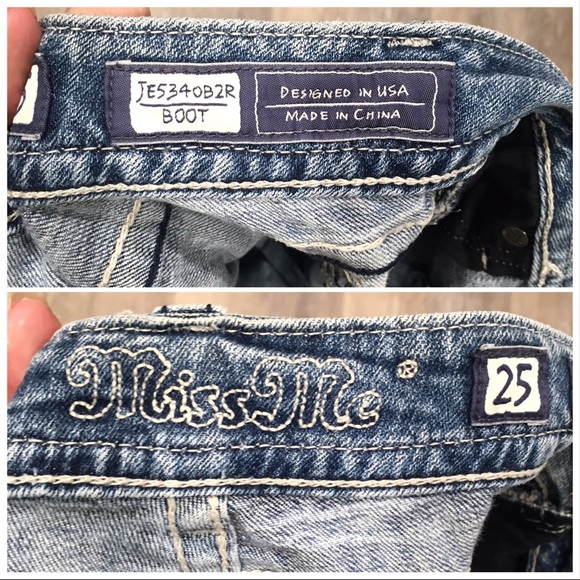 JE5340B2R
BOOT
DESIGNED IN USA
MADE IN CHINA
Miss Me ®
25